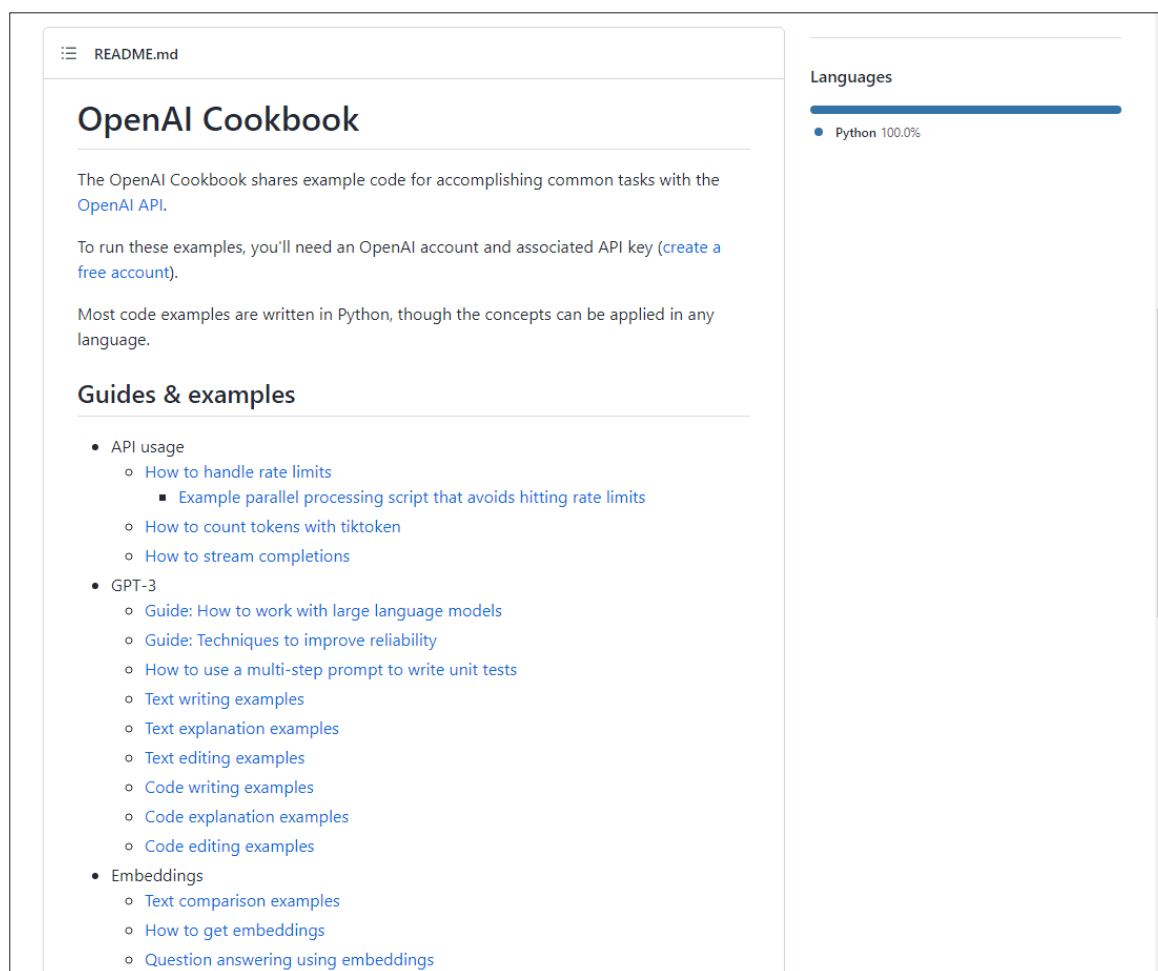 README.md
OpenAI Cookbook
The OpenAI Cookbook shares example code for accomplishing common tasks with the
OpenAI API.
To run these examples, you'll need an OpenAI account and associated API key (create a
free account).
Most code examples are written in Python, though the concepts can be applied in any
language.
Guides & examples
API usage
How to handle rate limits
Example parallel processing script that avoids hitting rate limits
How to count tokens with tiktoken
How to stream completions
GPT-3
Guide: How to work with large language models
Guide: Techniques to improve reliability
How to use a multi-step prompt to write unit tests
Text writing examples
Text explanation examples
Text editing examples
Code writing examples
Code explanation examples
Code editing examples
Embeddings
Text comparison examples
How to get embeddings
Question answering using embeddings
Languages
Python 100.0%